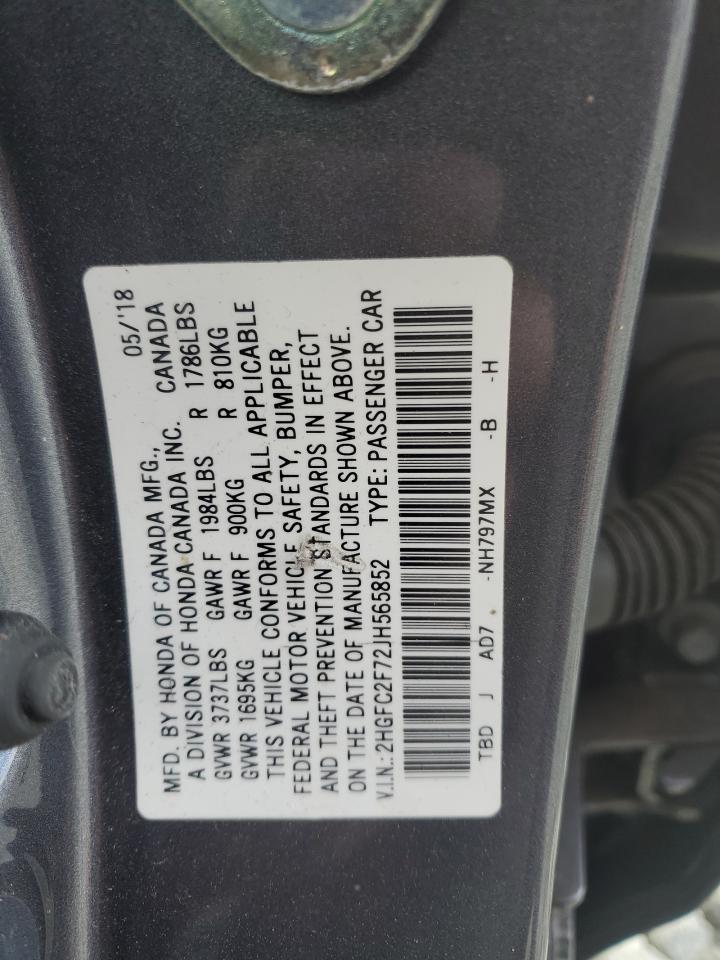 MFD. BY HONDA OF CANADA MFG., 05/'18
A DIVISION OF HONDA CANADA INC. CANADA
GVWR 3737LBS GAWR F 1984LBS R 1786LBS
GVWR 1695KG GAWR F 900KG R 810KG
THIS VEHICLE CONFORMS TO ALL APPLICABLE
FEDERAL MOTOR VEHICLE SAFETY, BUMPER,
AND THEFT PREVENTION STANDARDS IN EFFECT
ON THE DATE OF MANUFACTURE SHOWN ABOVE.
V.I.N.: 2HGFC2F72JH565852 TYPE: PASSENGER CAR
TBD J AD7. -NH797MX -B -H